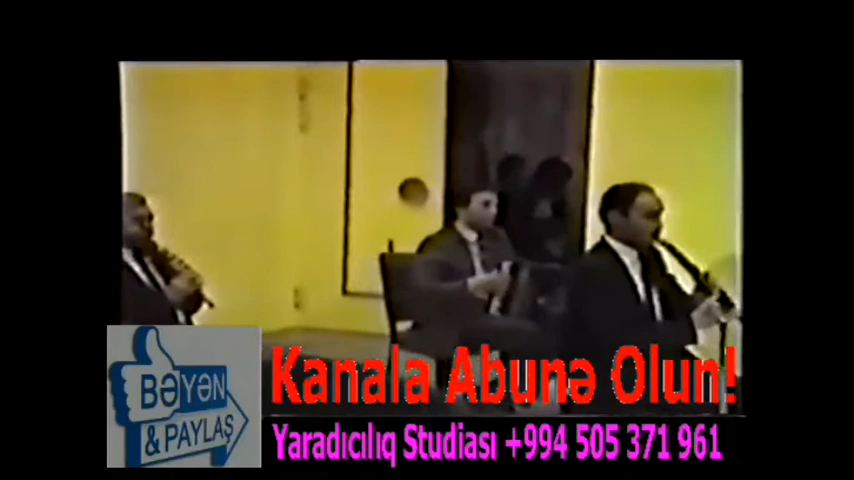 BƏYƏN
& PAYLAŞ
Kanala Abunə Olun!
Yaradıcılıq Studiası +994 505 371 961